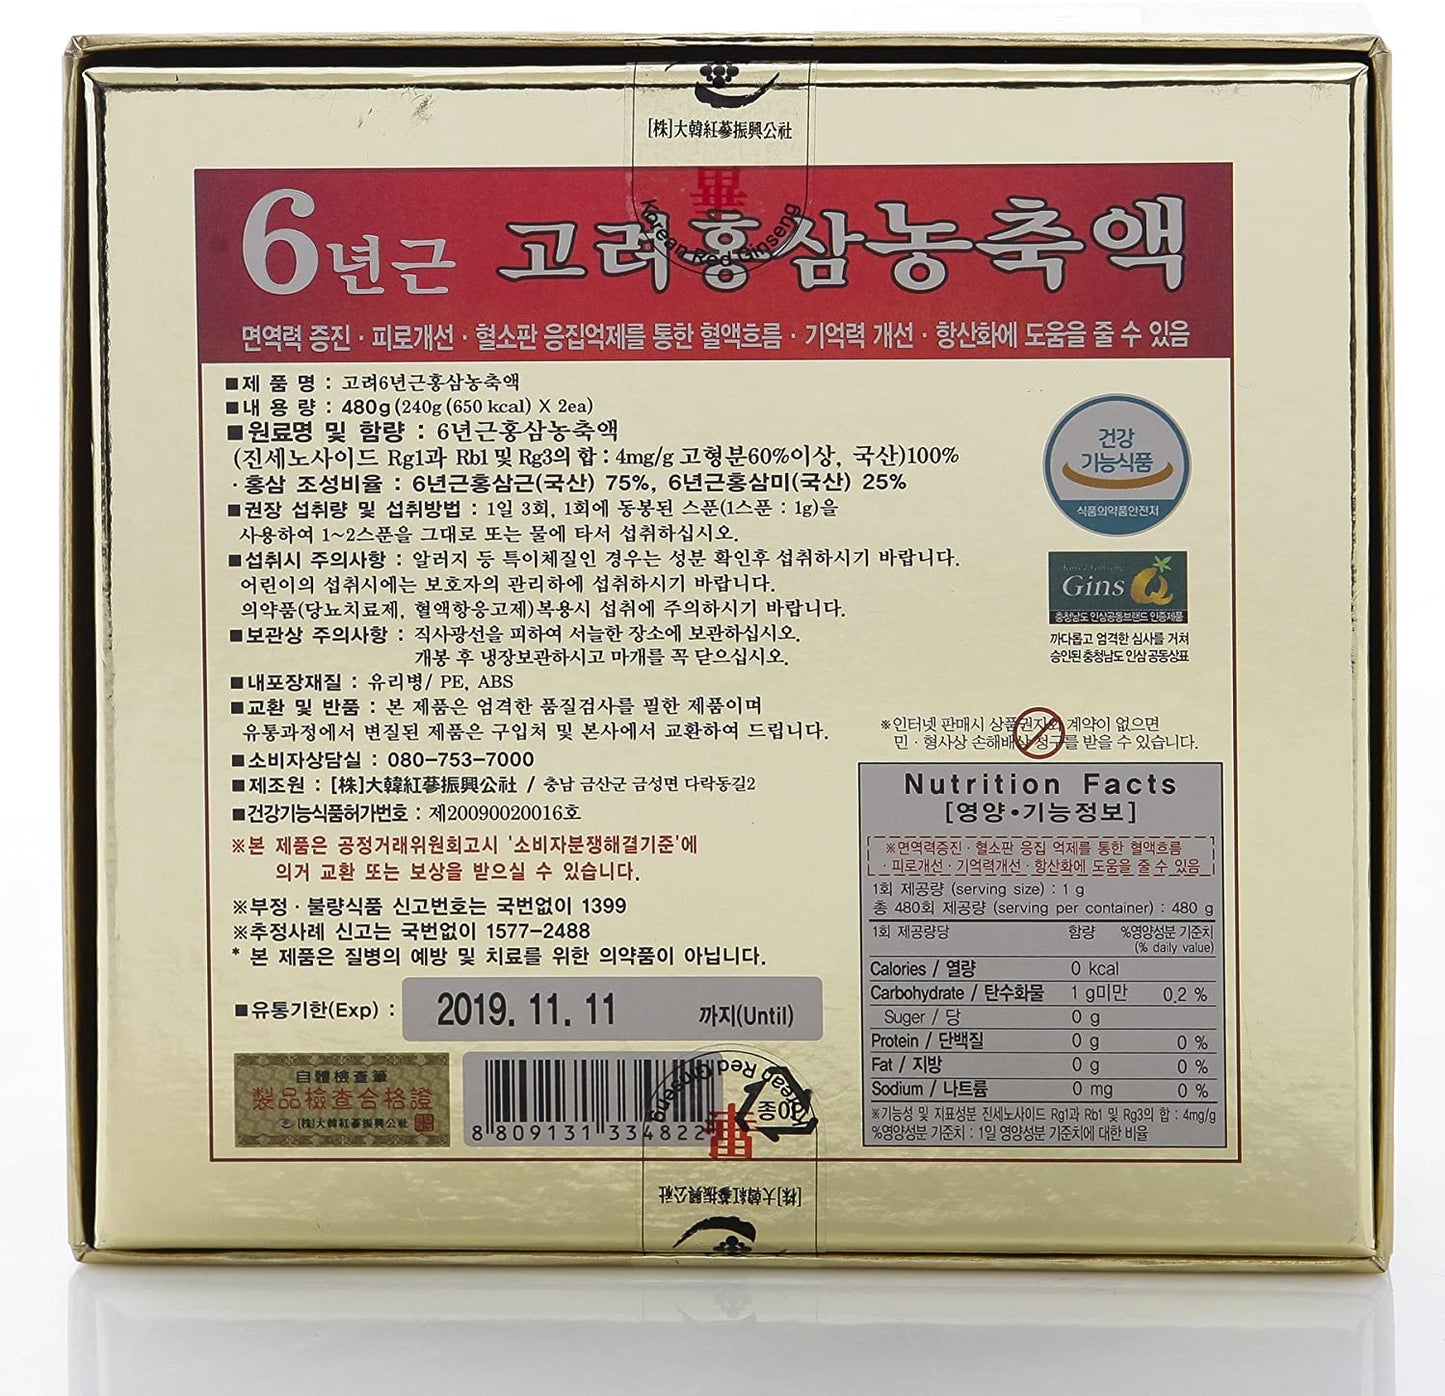 [株]大韓紅蔘振興公社
Korean Red Ginseng
6년근 고려홍삼농축액
면역력 증진 · 피로개선 · 혈소판 응집억제를 통한 혈액흐름 · 기억력 개선 · 항산화에 도움을 줄 수 있음
■제 품 명 : 고려6년근홍삼농축액
■내 용 량 : 480g(240g(650 kcal) X 2ea)
■원료명 및 함량 : 6년근홍삼농축액
(진세노사이드 Rg1과 Rb1 및 Rg3의 합 : 4mg/g 고형분60%이상, 국산)100%
· 홍삼 조성비율 : 6년근홍삼근(국산) 75%, 6년근홍삼미(국산) 25%
■권장 섭취량 및 섭취방법 : 1일 3회, 1회에 동봉된 스푼(1스푼 : 1g)을
사용하여 1~2스푼을 그대로 또는 물에 타서 섭취하십시오.
■섭취시 주의사항 : 알러지 등 특이체질인 경우는 성분 확인후 섭취하시기 바랍니다.
어린이의 섭취시에는 보호자의 관리하에 섭취하시기 바랍니다.
의약품(당뇨치료제, 혈액항응고제)복용시 섭취에 주의하시기 바랍니다.
■보관상 주의사항 : 직사광선을 피하여 서늘한 장소에 보관하십시오.
개봉 후 냉장보관하시고 마개를 꼭 닫으십시오.
■내포장재질 : 유리병/ PE, ABS
■교환 및 반품 : 본 제품은 엄격한 품질검사를 필한 제품이며
유통과정에서 변질된 제품은 구입처 및 본사에서 교환하여 드립니다.
■소비자상담실 : 080-753-7000
■제조원 : [株]大韓紅蔘振興公社 / 충남 금산군 금성면 다락동길2
■건강기능식품허가번호 : 제20090020016호
※본 제품은 공정거래위원회고시 '소비자분쟁해결기준'에
의거 교환 또는 보상을 받으실 수 있습니다.
※부정 · 불량식품 신고번호는 국번없이 1399
※추정사례 신고는 국번없이 1577-2488
* 본 제품은 질병의 예방 및 치료를 위한 의약품이 아닙니다.
■유통기한(Exp) : 2019. 11. 11 까지(Until)
自體檢査畢
製品檢査合格證
[株]大韓紅蔘振興公社
8 809131 334822
종이
Korean Red Ginseng
[株]大韓紅蔘振興公社
건강
기능식품
식품의약품안전처
Korea Ginseng
Gins Q
충청남도 인삼공동브랜드 인증제품
까다롭고 엄격한 심사를 거쳐
승인된 충청남도 인삼 공동상표
※인터넷 판매시 상품권자와 계약이 없으면
민 · 형사상 손해배상 청구를 받을 수 있습니다.
Nutrition Facts
[영양•기능정보]
※면역력증진 · 혈소판 응집 억제를 통한 혈액흐름
· 피로개선 · 기억력개선 · 항산화에 도움을 줄 수 있음
1회 제공량 (serving size) : 1 g
총 480회 제공량 (serving per container) : 480 g
1회 제공량당 함량 %영양성분 기준치
(% daily value)
Calories / 열량 0 kcal
Carbohydrate / 탄수화물 1 g미만 0.2 %
Suger / 당 0 g
Protein / 단백질 0 g 0 %
Fat / 지방 0 g 0 %
Sodium / 나트륨 0 mg 0 %
※기능성 및 지표성분 진세노사이드 Rg1과 Rb1 및 Rg3의 합 : 4mg/g
%영양성분 기준치 : 1일 영양성분 기준치에 대한 비율